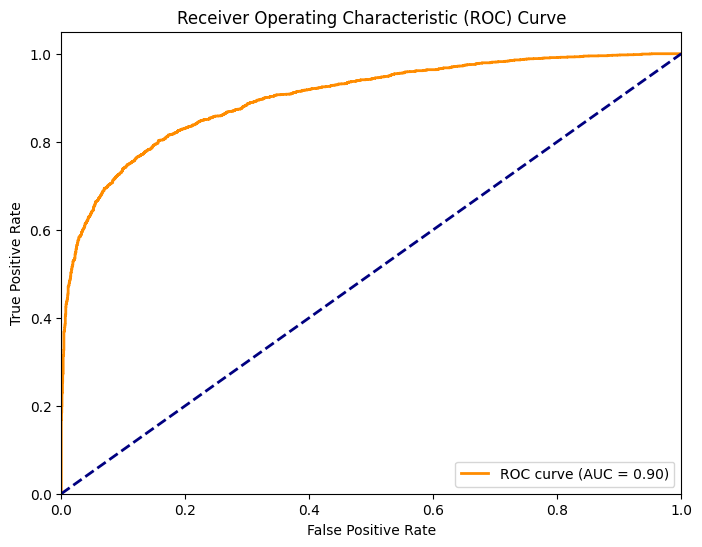 Receiver Operating Characteristic (ROC) Curve
True Positive Rate
1.0
0.8
0.6
0.4
0.2
0.0
0.0 0.2 0.4 0.6 0.8 1.0
False Positive Rate
ROC curve (AUC = 0.90)